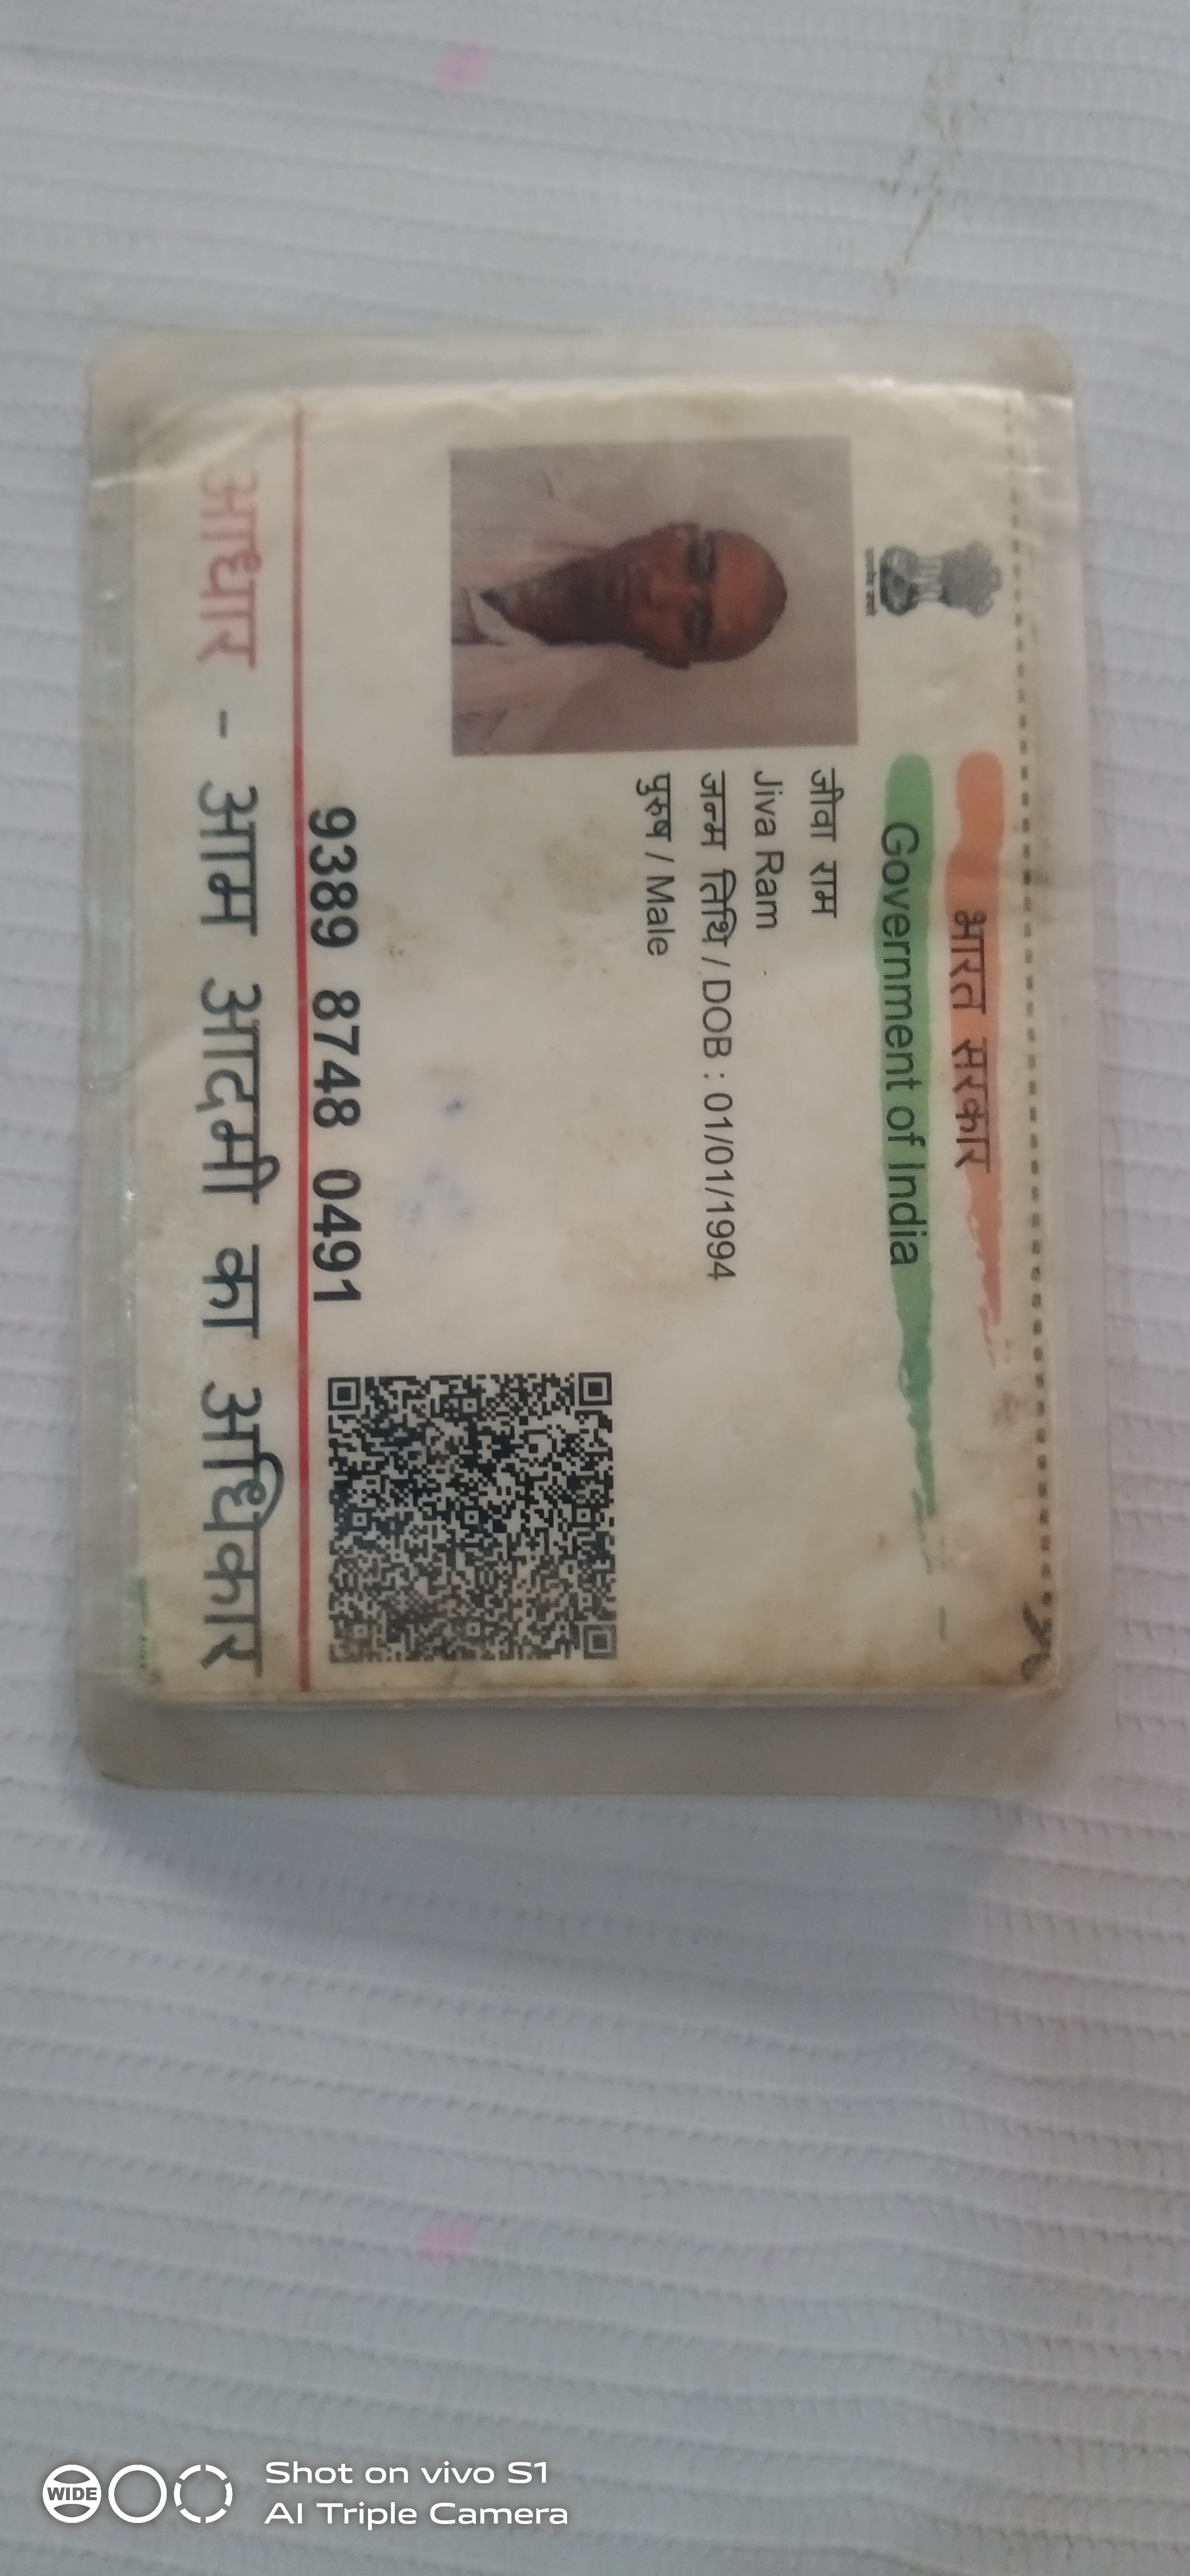 भारत सरकार
Government of India
जीवा राम
Jiva Ram
जन्म तिथि / DOB : 01/01/1994
पुरुष / Male
9389 8748 0491
आधार - आम आदमी का अधिकार
WIDE
Shot on vivo S1
AI Triple Camera